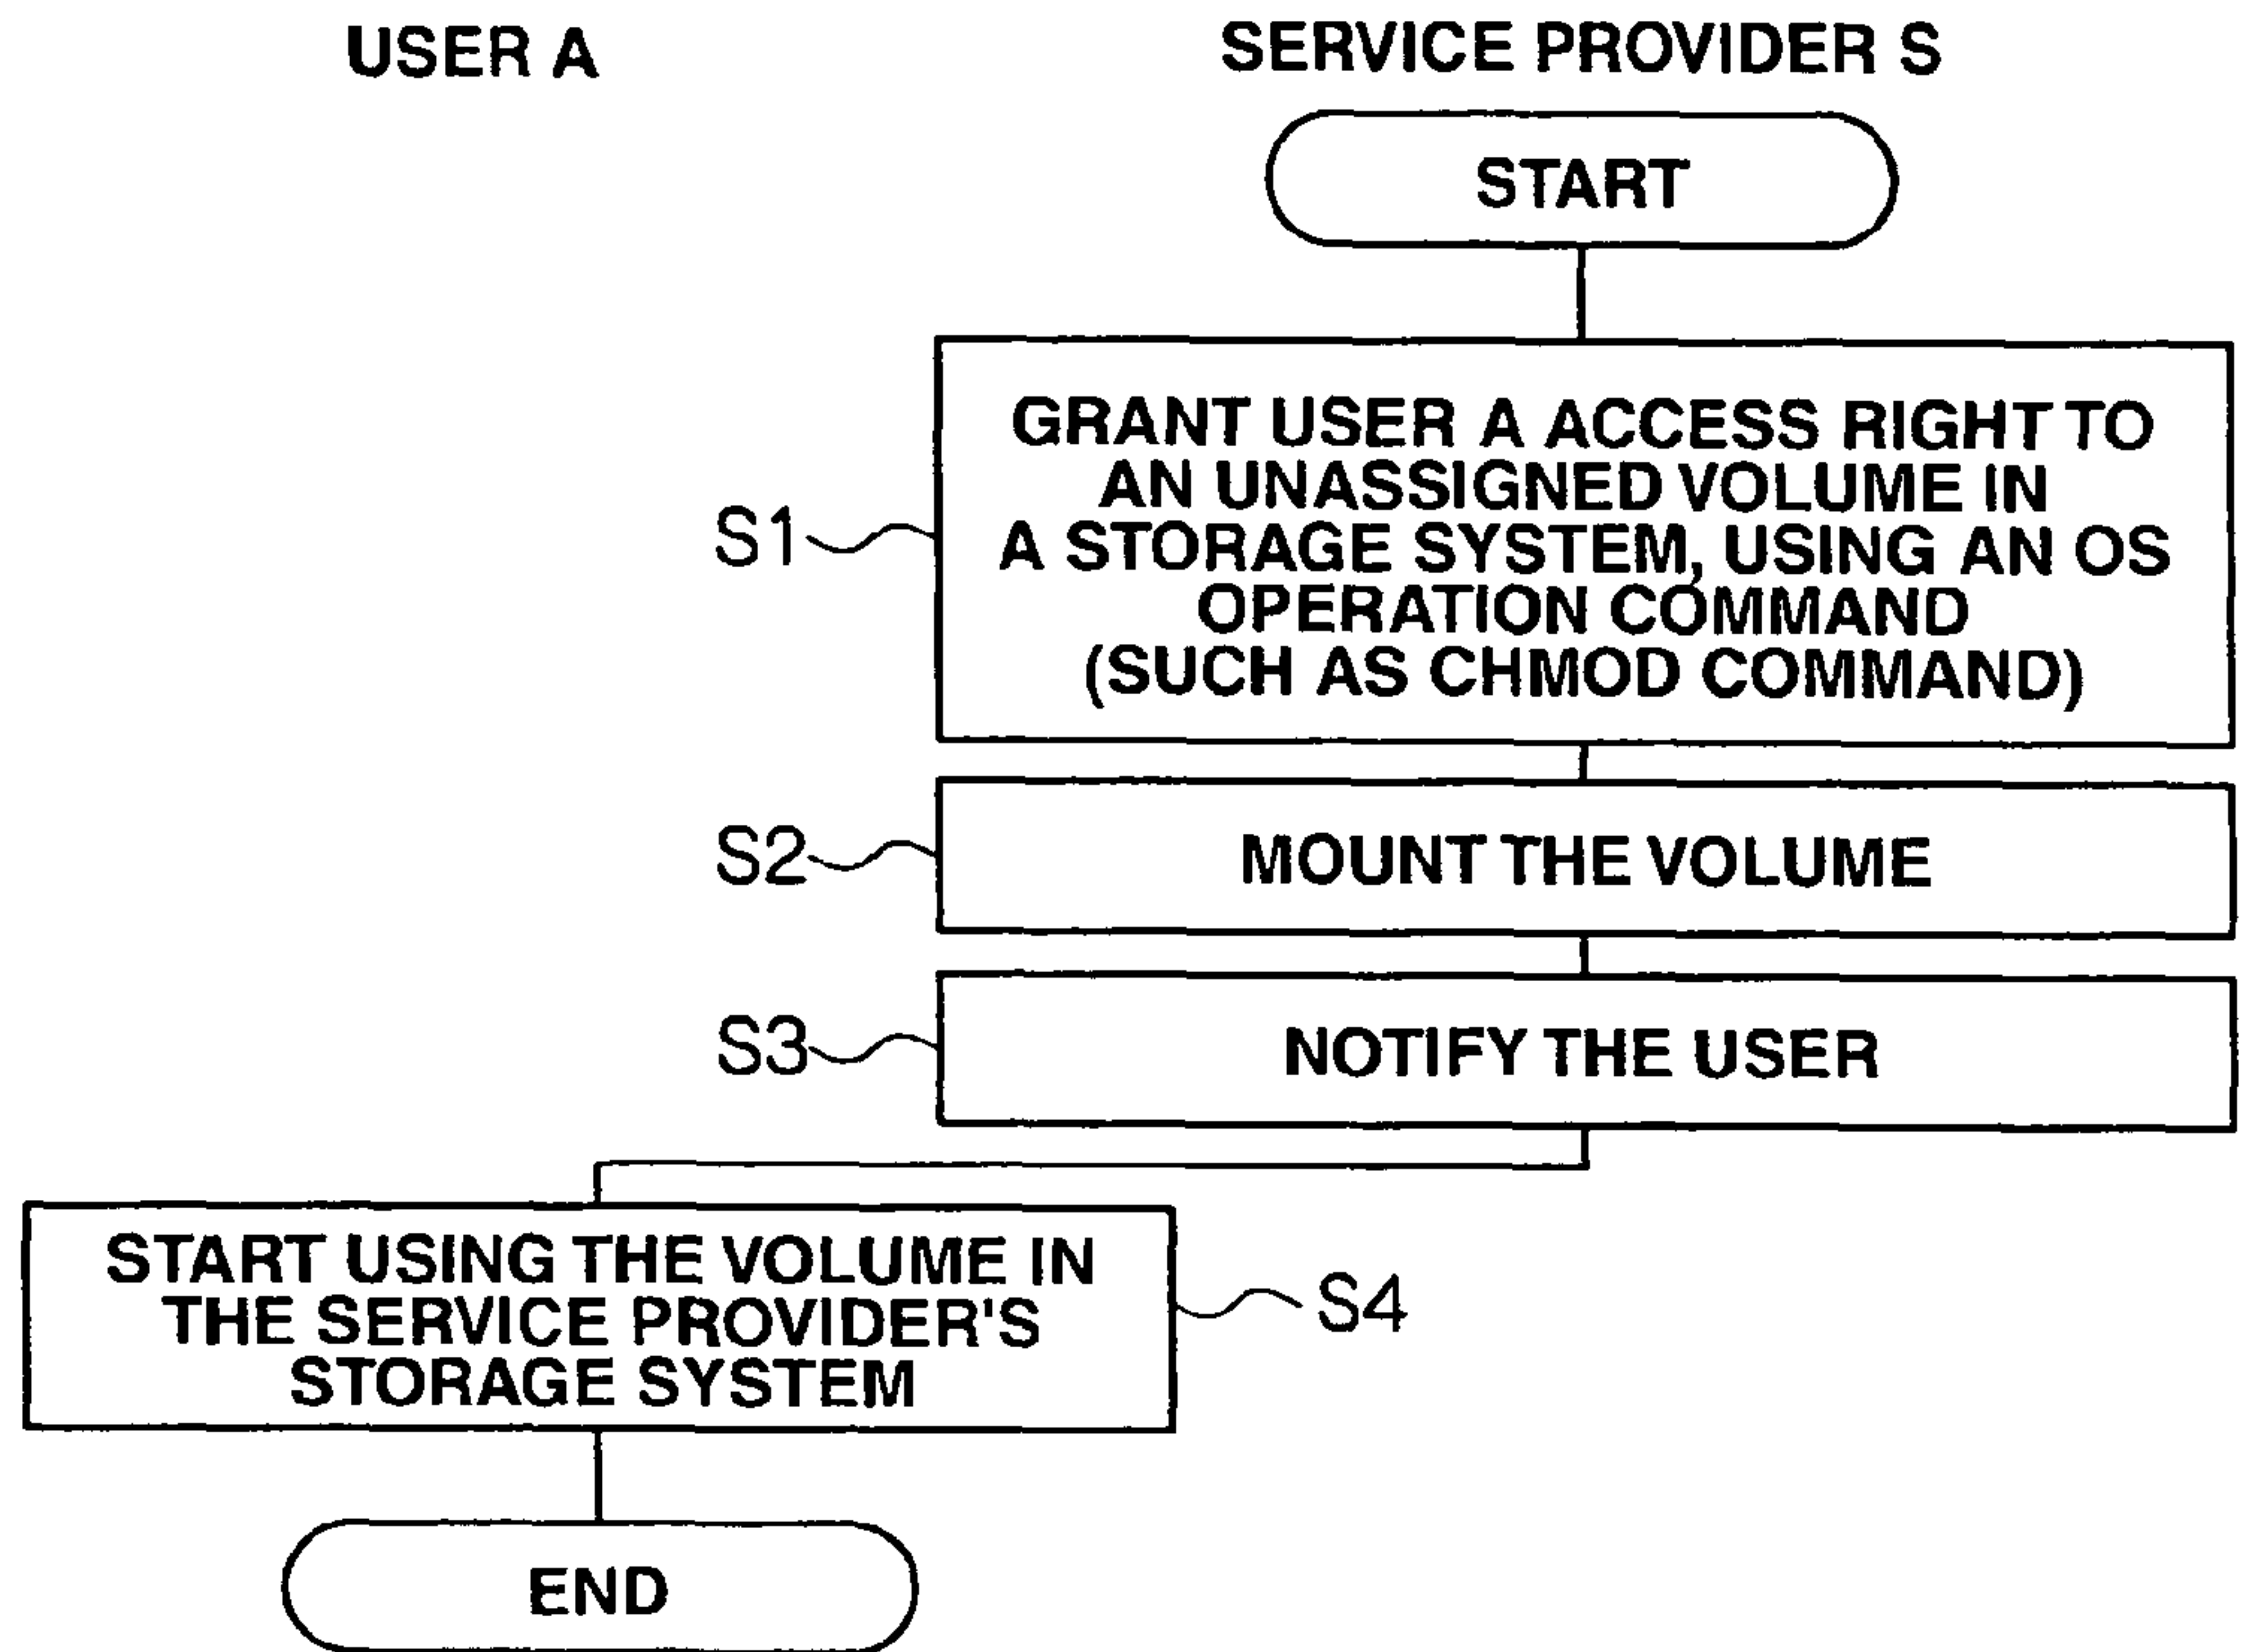 USER A
SERVICE PROVIDER S
START
S1
GRANT USER A ACCESS RIGHT TO
AN UNASSIGNED VOLUME IN
A STORAGE SYSTEM, USING AN OS
OPERATION COMMAND
(SUCH AS CHMOD COMMAND)
S2
MOUNT THE VOLUME
S3
NOTIFY THE USER
START USING THE VOLUME IN
THE SERVICE PROVIDER'S
STORAGE SYSTEM
S4
END